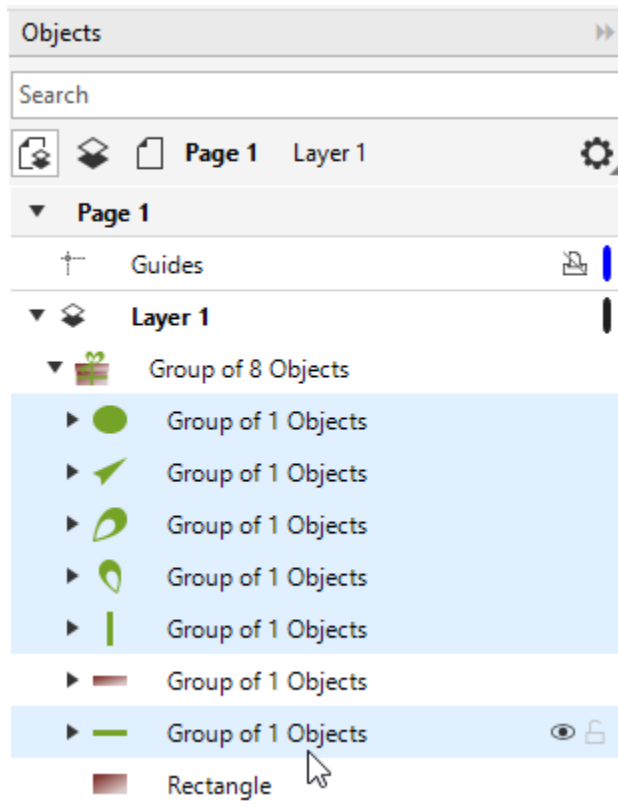 Objects
Search
Page 1 Layer 1
Page 1
Guides
Layer 1
Group of 8 Objects
Group of 1 Objects
Group of 1 Objects
Group of 1 Objects
Group of 1 Objects
Group of 1 Objects
Group of 1 Objects
Group of 1 Objects
Rectangle